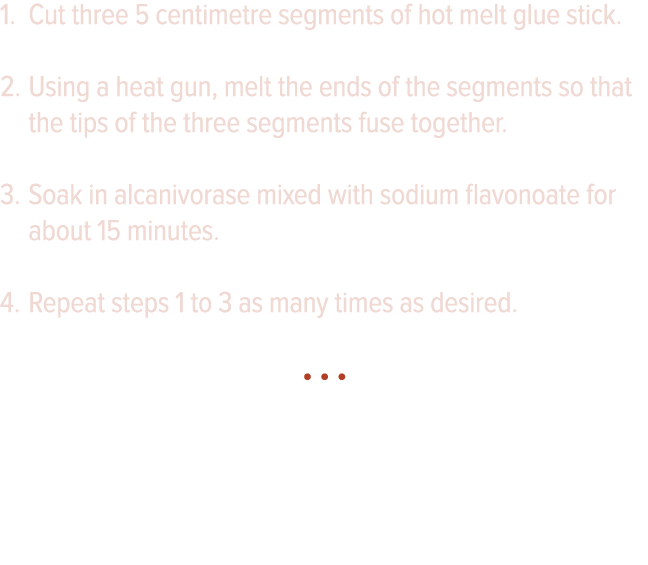 1. Cut three 5 centimetre segments of hot melt glue stick.
2. Using a heat gun, melt the ends of the segments so that
the tips of the three segments fuse together.
3. Soak in alcanivorase mixed with sodium flavonoate for
about 15 minutes.
4. Repeat steps 1 to 3 as many times as desired.
• • •